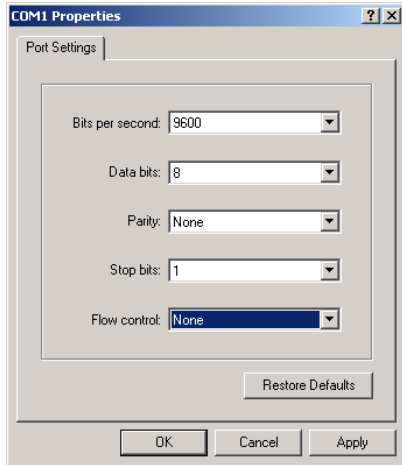 COM1 Properties
Port Settings
Bits per second: 9600
Data bits: 8
Parity: None
Stop bits: 1
Flow control: None
Restore Defaults
OK Cancel Apply